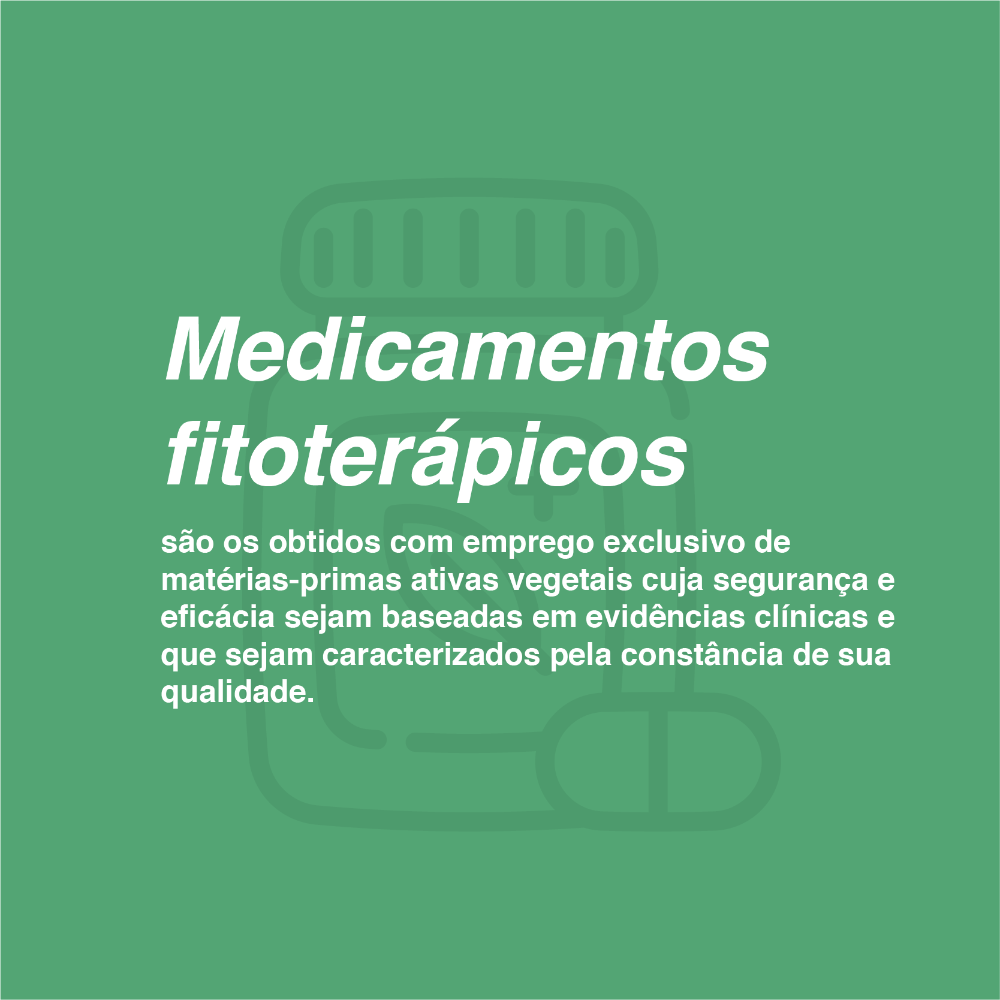 Medicamentos
fitoterápicos
são os obtidos com emprego exclusivo de
matérias-primas ativas vegetais cuja segurança e
eficácia sejam baseadas em evidências clínicas e
que sejam caracterizados pela constância de sua
qualidade.